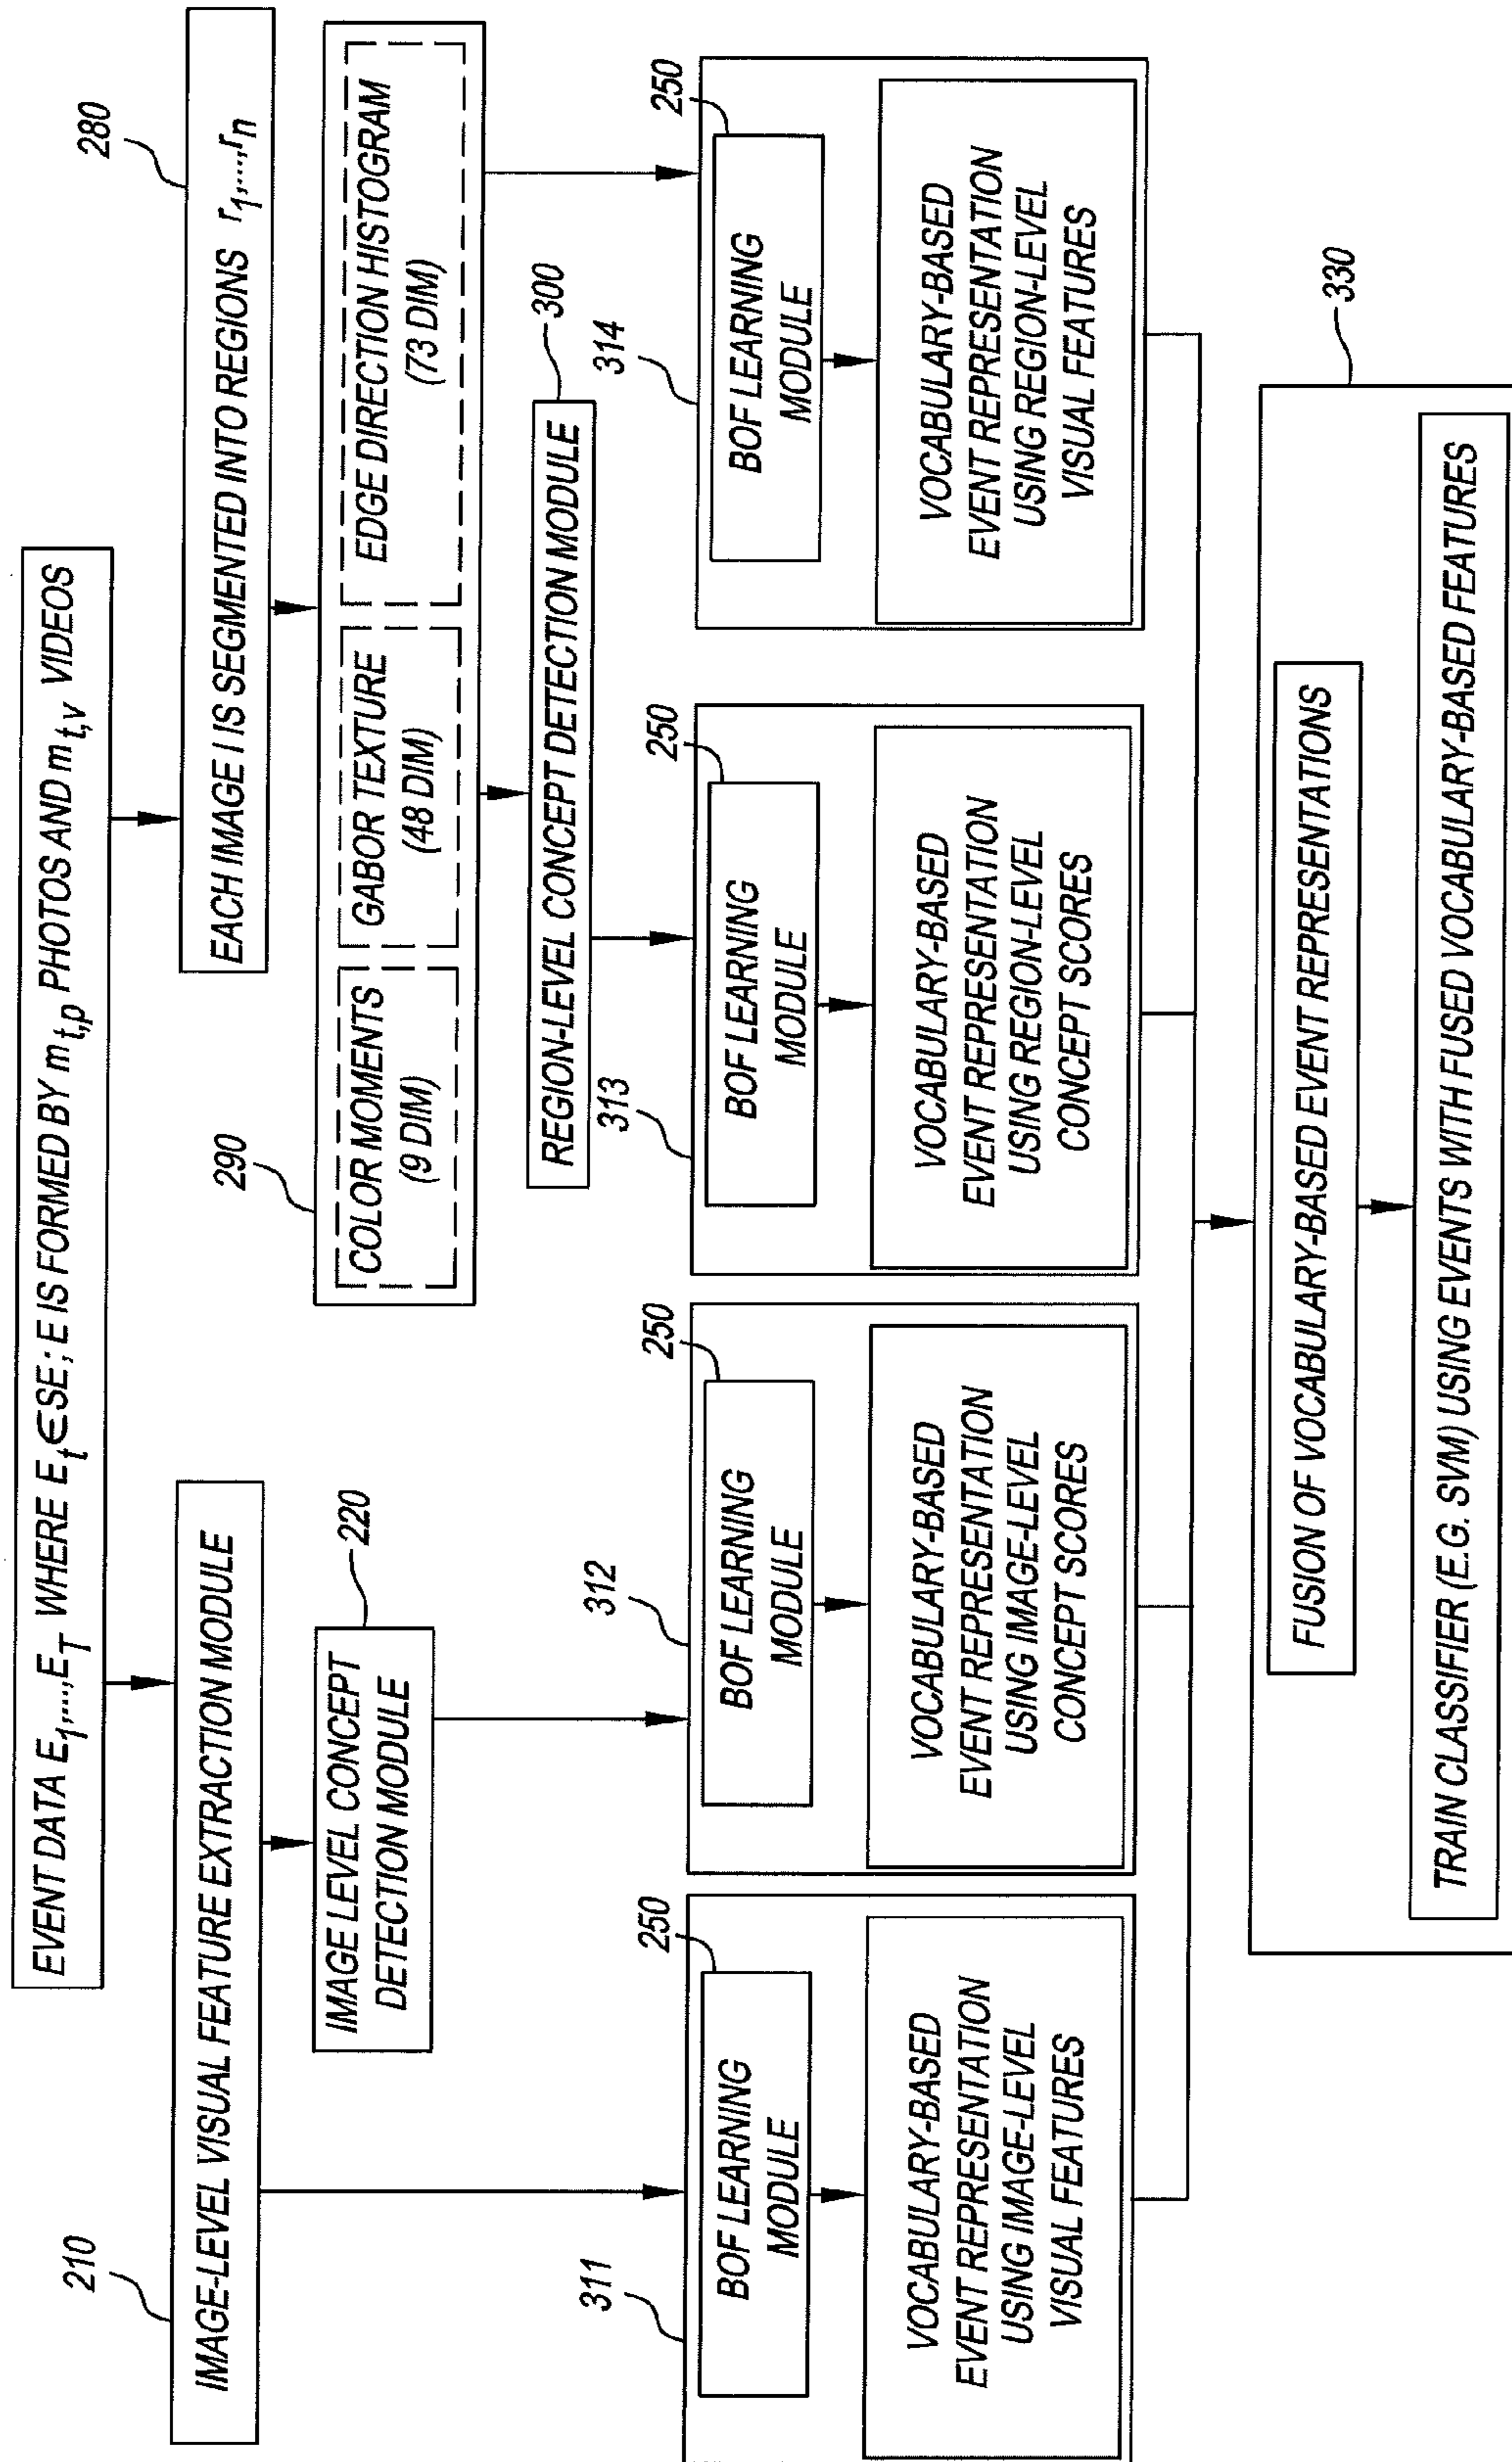 EVENT DATA E1,...,ET WHERE Et∈SE; E IS FORMED BY mt,p PHOTOS AND mt,v VIDEOS
210
IMAGE-LEVEL VISUAL FEATURE EXTRACTION MODULE
280
EACH IMAGE I IS SEGMENTED INTO REGIONS r1,...,rn
220
IMAGE LEVEL CONCEPT
DETECTION MODULE
290
COLOR MOMENTS
(9 DIM)
GABOR TEXTURE
(48 DIM)
EDGE DIRECTION HISTOGRAM
(73 DIM)
300
REGION-LEVEL CONCEPT DETECTION MODULE
311
250
BOF LEARNING
MODULE
VOCABULARY-BASED
EVENT REPRESENTATION
USING IMAGE-LEVEL
VISUAL FEATURES
312
250
BOF LEARNING
MODULE
VOCABULARY-BASED
EVENT REPRESENTATION
USING IMAGE-LEVEL
CONCEPT SCORES
313
250
BOF LEARNING
MODULE
VOCABULARY-BASED
EVENT REPRESENTATION
USING REGION-LEVEL
CONCEPT SCORES
314
250
BOF LEARNING
MODULE
VOCABULARY-BASED
EVENT REPRESENTATION
USING REGION-LEVEL
VISUAL FEATURES
330
FUSION OF VOCABULARY-BASED EVENT REPRESENTATIONS
TRAIN CLASSIFIER (E.G. SVM) USING EVENTS WITH FUSED VOCABULARY-BASED FEATURES